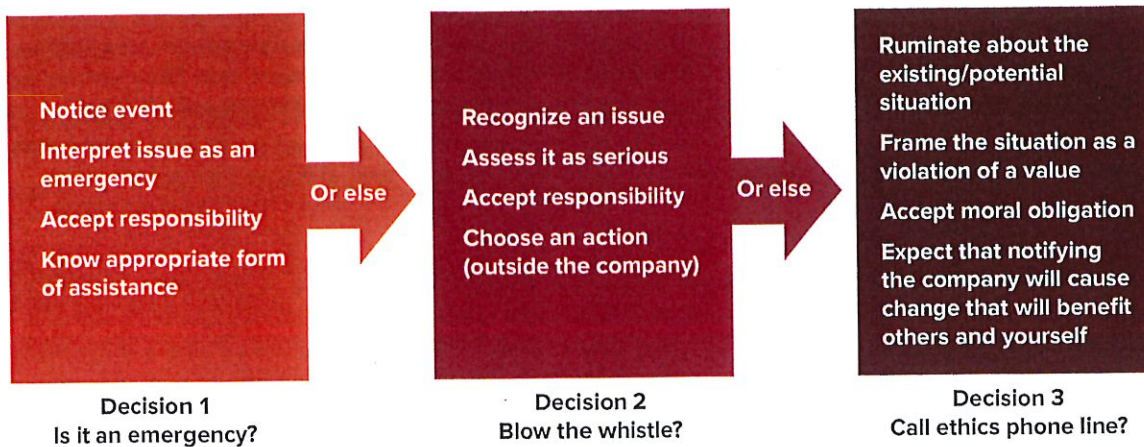 Notice event
Interpret issue as an
emergency
Accept responsibility
Know appropriate form
of assistance
Or else
Recognize an issue
Assess it as serious
Accept responsibility
Choose an action
(outside the company)
Or else
Ruminate about the
existing/potential
situation
Frame the situation as a
violation of a value
Accept moral obligation
Expect that notifying
the company will cause
change that will benefit
others and yourself
Decision 1
Is it an emergency?
Decision 2
Blow the whistle?
Decision 3
Call ethics phone line?